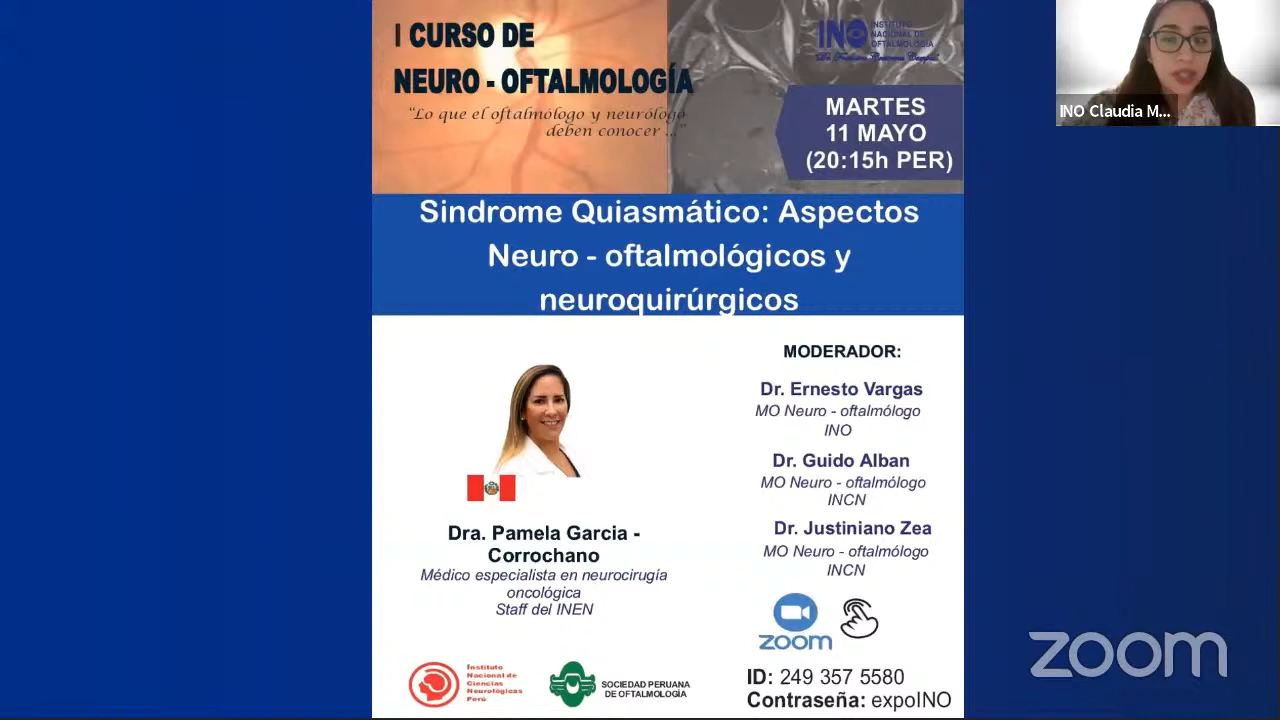 I CURSO DE
NEURO - OFTALMOLOGÍA
"Lo que el oftalmólogo y neurólogo
deben conocer ..."
INO
INSTITUTO
NACIONAL DE
OFTALMOLOGÍA
MARTES
11 MAYO
(20:15h PER)
INO Claudia M...
Sindrome Quiasmático: Aspectos
Neuro - oftalmológicos y
neuroquirúrgicos
MODERADOR:
Dr. Ernesto Vargas
MO Neuro - oftalmólogo
INO
Dr. Guido Alban
MO Neuro - oftalmólogo
INCN
Dr. Justiniano Zea
MO Neuro - oftalmólogo
INCN
Dra. Pamela Garcia -
Corrochano
Médico especialista en neurocirugía
oncológica
Staff del INEN
zoom
ID: 249 357 5580
Contraseña: expoINO
Instituto
Nacional de
Ciencias
Neurológicas
Perú
SOCIEDAD PERUANA
DE OFTALMOLOGÍA
zoom